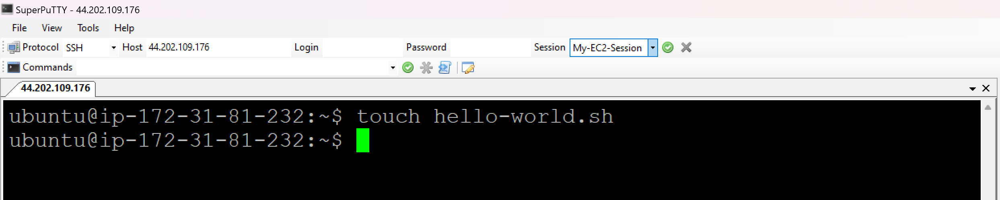 SuperPuTTY - 44.202.109.176
File View Tools Help
Protocol SSH Host 44.202.109.176 Login Password Session My-EC2-Session
Commands
44.202.109.176
ubuntu@ip-172-31-81-232:~$ touch hello-world.sh
ubuntu@ip-172-31-81-232:~$